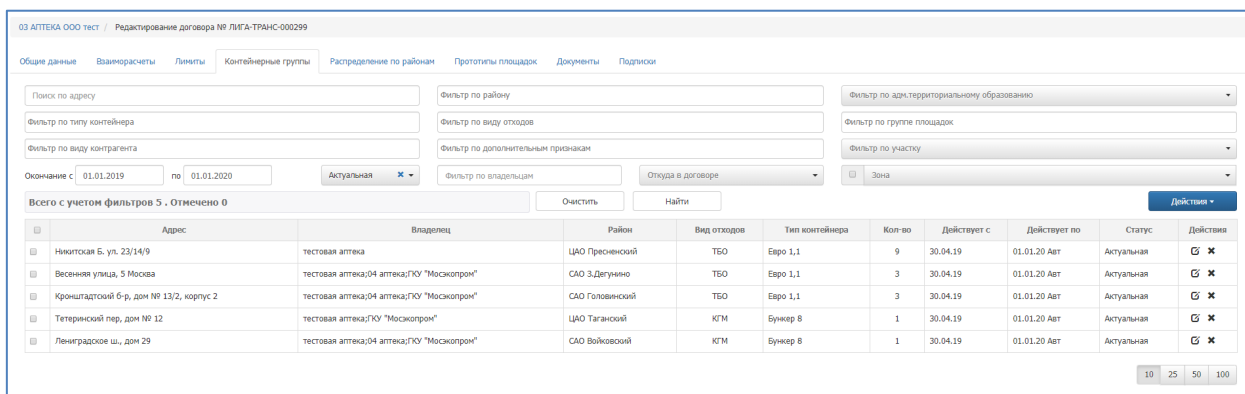 03 АПТЕКА ООО тест / Редактирование договора № ЛИГА-ТРАНС-000299
Общие данные Взаиморасчеты Лимиты Контейнерные группы Распределение по районам Прототипы площадок Документы Подписки
Поиск по адресу Фильтр по району Фильтр по адм.территориальному образованию
Фильтр по типу контейнера Фильтр по виду отходов Фильтр по группе площадок
Фильтр по виду контрагента Фильтр по дополнительным признакам Фильтр по участку
Окончание с 01.01.2019 по 01.01.2020 Актуальная Фильтр по владельцам Откуда в договоре Зона
Всего с учетом фильтров 5 . Отмечено 0 Очистить Найти Действия
Адрес Владелец Район Вид отходов Тип контейнера Кол-во Действует с Действует по Статус Действия
Никитская Б. ул. 23/14/9 тестовая аптека ЦАО Пресненский ТБО Евро 1,1 9 30.04.19 01.01.20 Авт Актуальная
Весенняя улица, 5 Москва тестовая аптека;04 аптека;ГКУ "Мосэкопром" САО З.Дегунино ТБО Евро 1,1 3 30.04.19 01.01.20 Авт Актуальная
Кронштадтский б-р, дом № 13/2, корпус 2 тестовая аптека;04 аптека;ГКУ "Мосэкопром" САО Головинский ТБО Евро 1,1 3 30.04.19 01.01.20 Авт Актуальная
Тетеринский пер, дом № 12 тестовая аптека;ГКУ "Мосэкопром" ЦАО Таганский КГМ Бункер 8 1 30.04.19 01.01.20 Авт Актуальная
Лениградское ш., дом 29 тестовая аптека;04 аптека;ГКУ "Мосэкопром" САО Войковский КГМ Бункер 8 1 30.04.19 01.01.20 Авт Актуальная
10 25 50 100